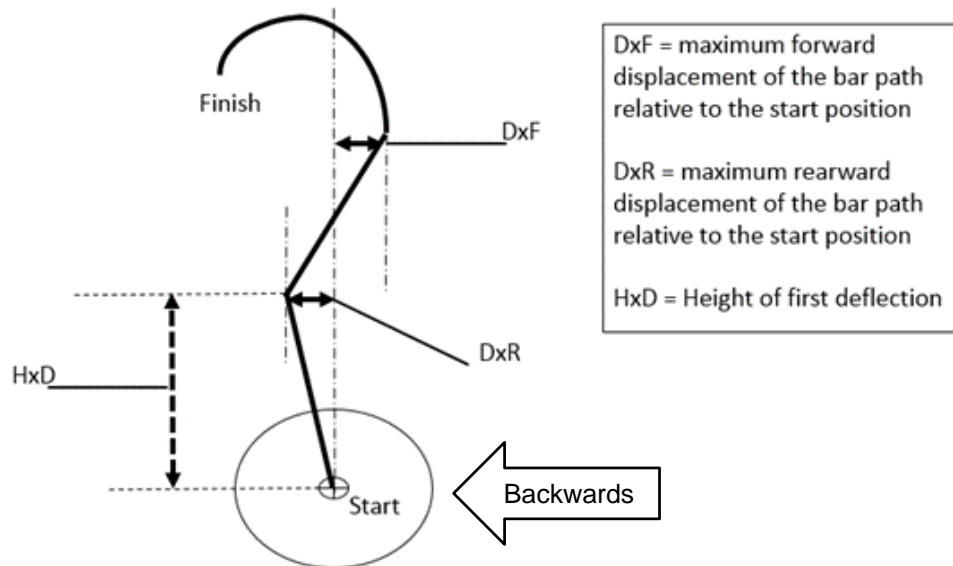 Finish
DxF
DxR
HxD
Start
Backwards
DxF = maximum forward
displacement of the bar path
relative to the start position
DxR = maximum rearward
displacement of the bar path
relative to the start position
HxD = Height of first deflection